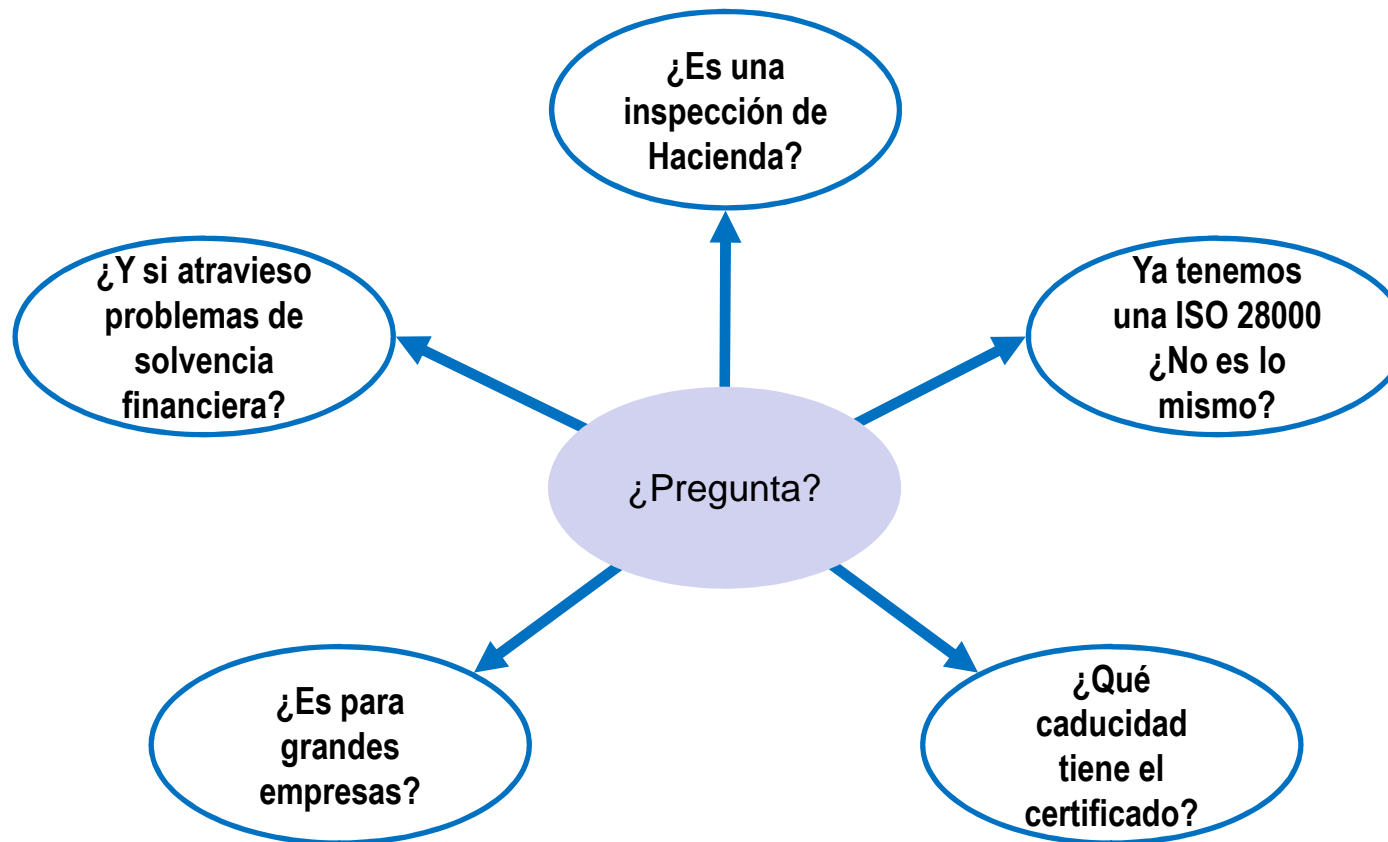 ¿Es una
inspección de
Hacienda?
¿Y si atravieso
problemas de
solvencia
financiera?
Ya tenemos
una ISO 28000
¿No es lo
mismo?
¿Pregunta?
¿Es para
grandes
empresas?
¿Qué
caducidad
tiene el
certificado?